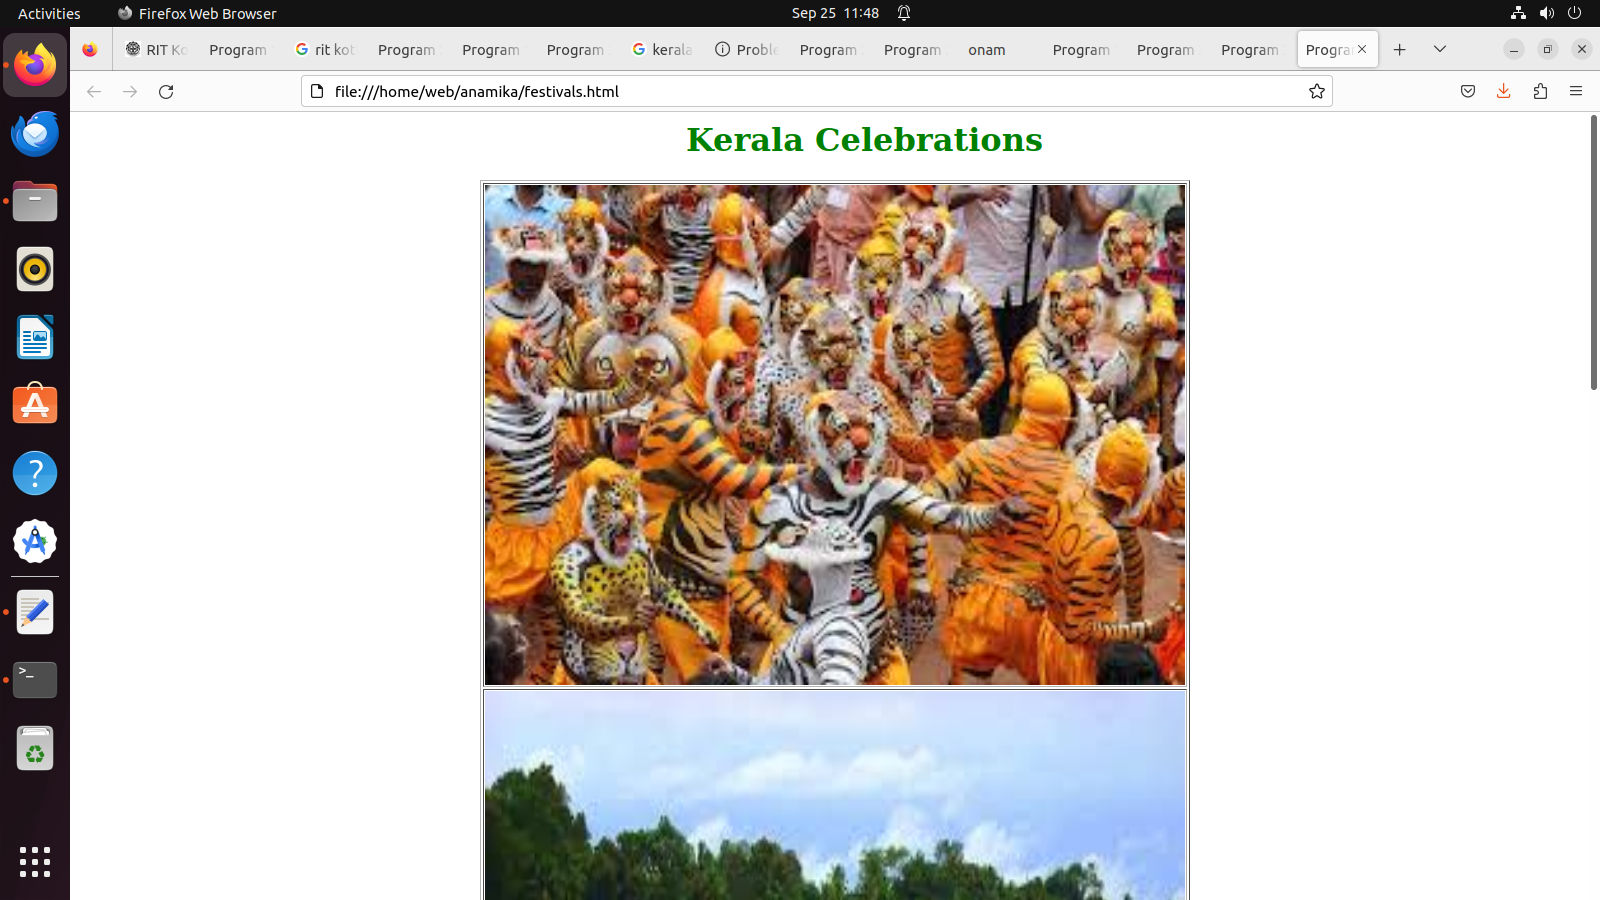 Activities
Firefox Web Browser
Sep 25 11:48
RIT Ko
Program
rit kot
Program
Program
Program
kerala
Proble
Program
Program
onam
Program
Program
Program
Progra
file:///home/web/anamika/festivals.html
Kerala Celebrations